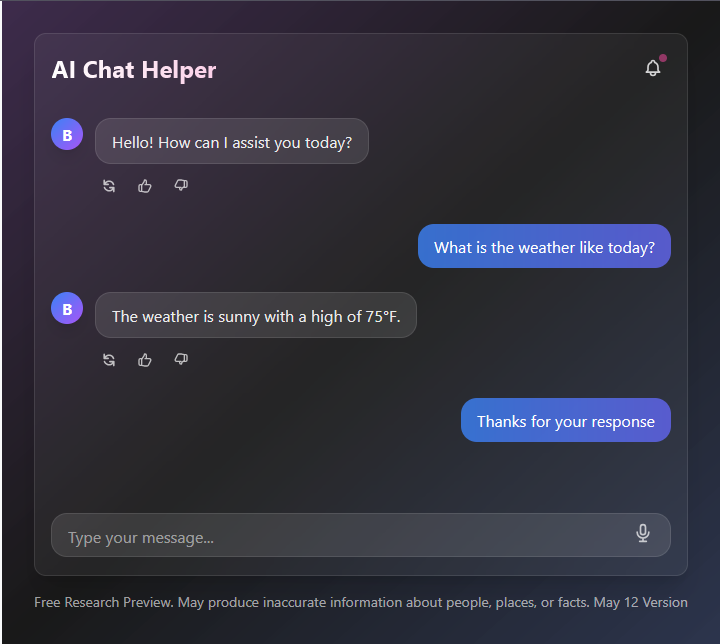 AI Chat Helper
B
Hello! How can I assist you today?
What is the weather like today?
B
The weather is sunny with a high of 75°F.
Thanks for your response
Type your message...
Free Research Preview. May produce inaccurate information about people, places, or facts. May 12 Version